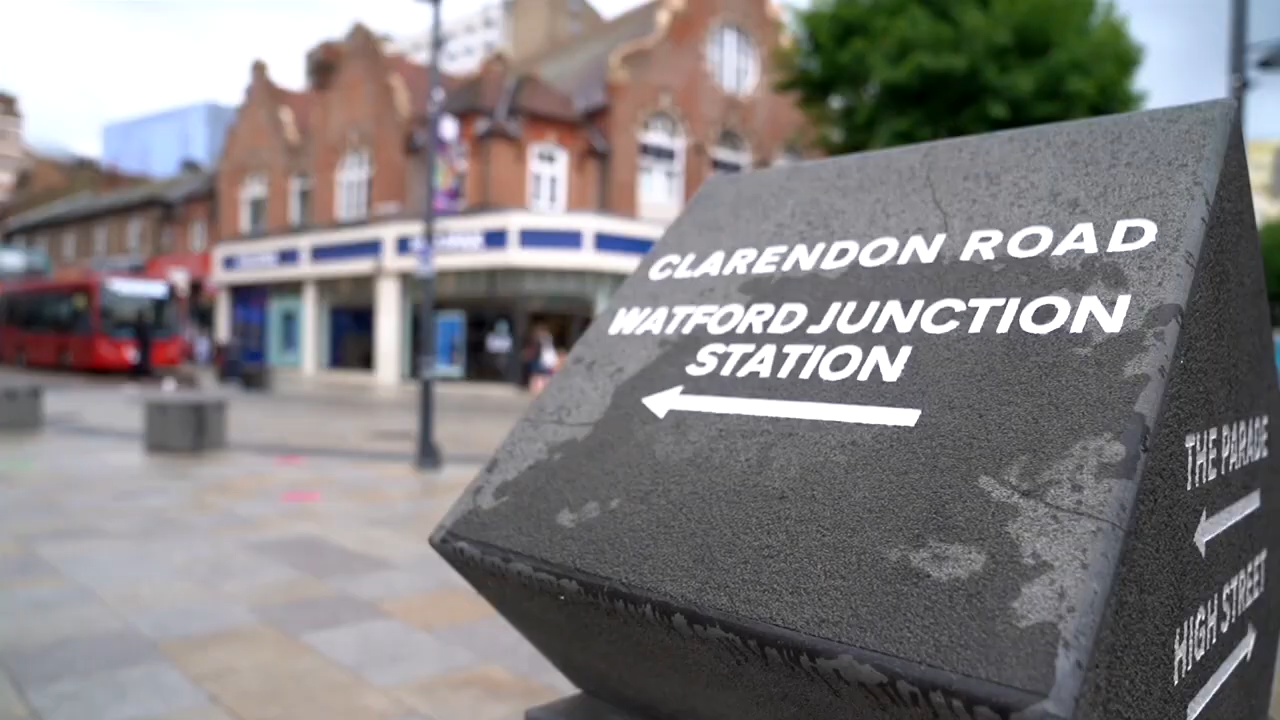 CLARENDON ROAD
WATFORD JUNCTION
STATION
THE PARADE
HIGH STREET